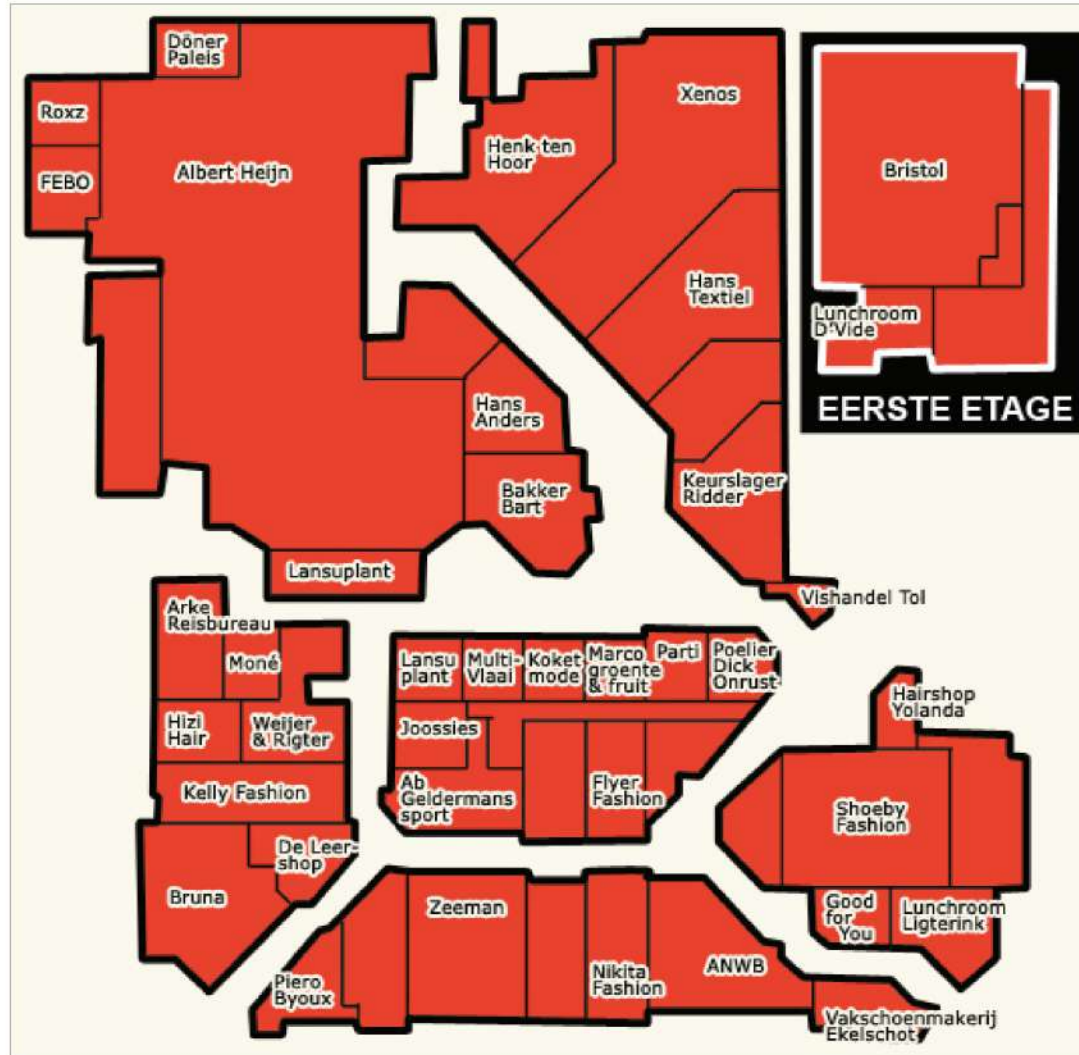 Döner
Paleis
Roxz
FEBO
Albert Heijn
Henk ten
Hoor
Xenos
Hans
Textiel
Bristol
Lunchroom
D'Vide
EERSTE ETAGE
Hans
Anders
Bakker
Bart
Keurslager
Ridder
Lansuplant
Vishandel Tol
Arke
Reisbureau
Moné
Hizi
Hair
Weijer
& Rigter
Kelly Fashion
De Leer-
shop
Bruna
Lansu
plant
Multi-
Vlaai
Koket
mode
Marco
groente
& fruit
Parti
Poelier
Dick
Onrust
Joossies
Ab
Geldermans
sport
Flyer
Fashion
Hairshop
Yolanda
Shoeby
Fashion
Good
for
You
Lunchroom
Ligterink
Zeeman
Piero
Byoux
Nikita
Fashion
ANWB
Vakschoenmakerij
Ekelschot